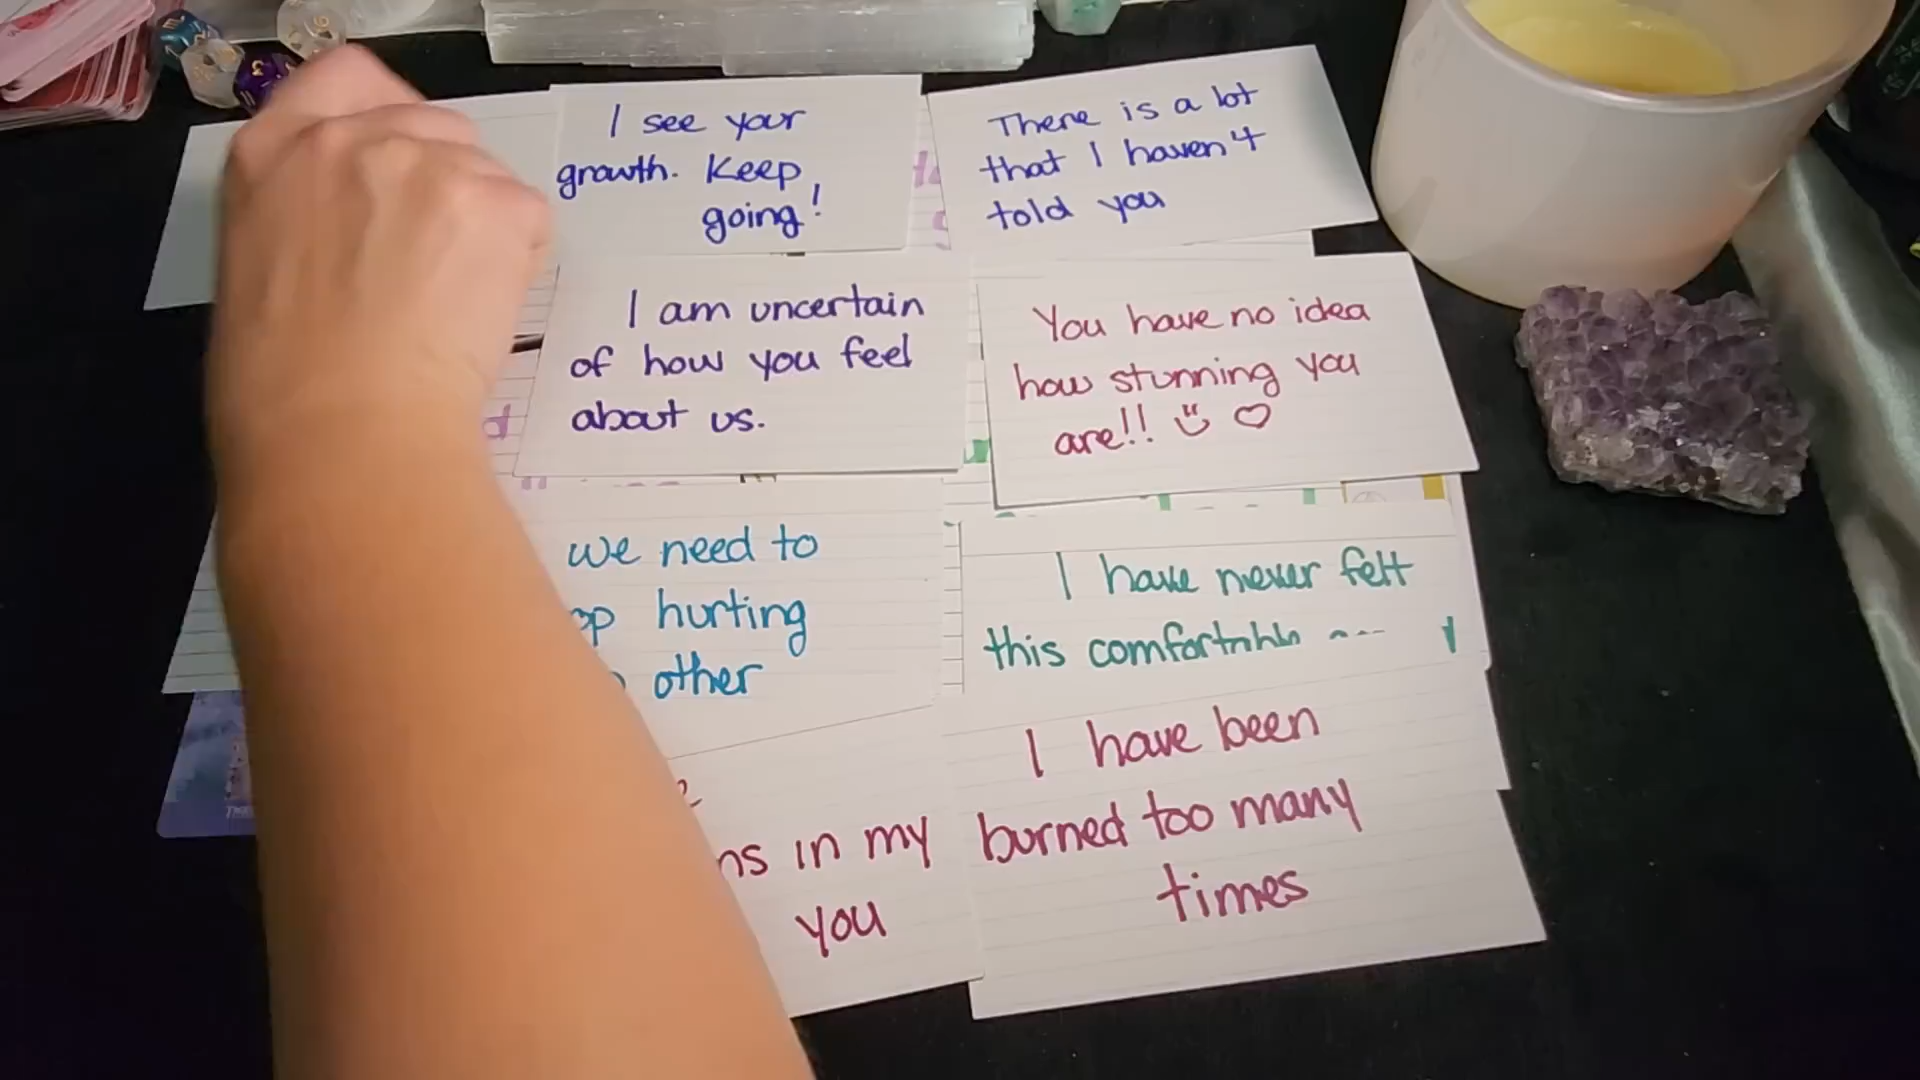 I see your
growth. Keep
going!
There is a lot
that I haven't
told you
I am uncertain
of how you feel
about us.
You have no idea
how stunning you
are!!
we need to
hurting
other
I have never felt
this
in my
you
I have been
burned too many
times